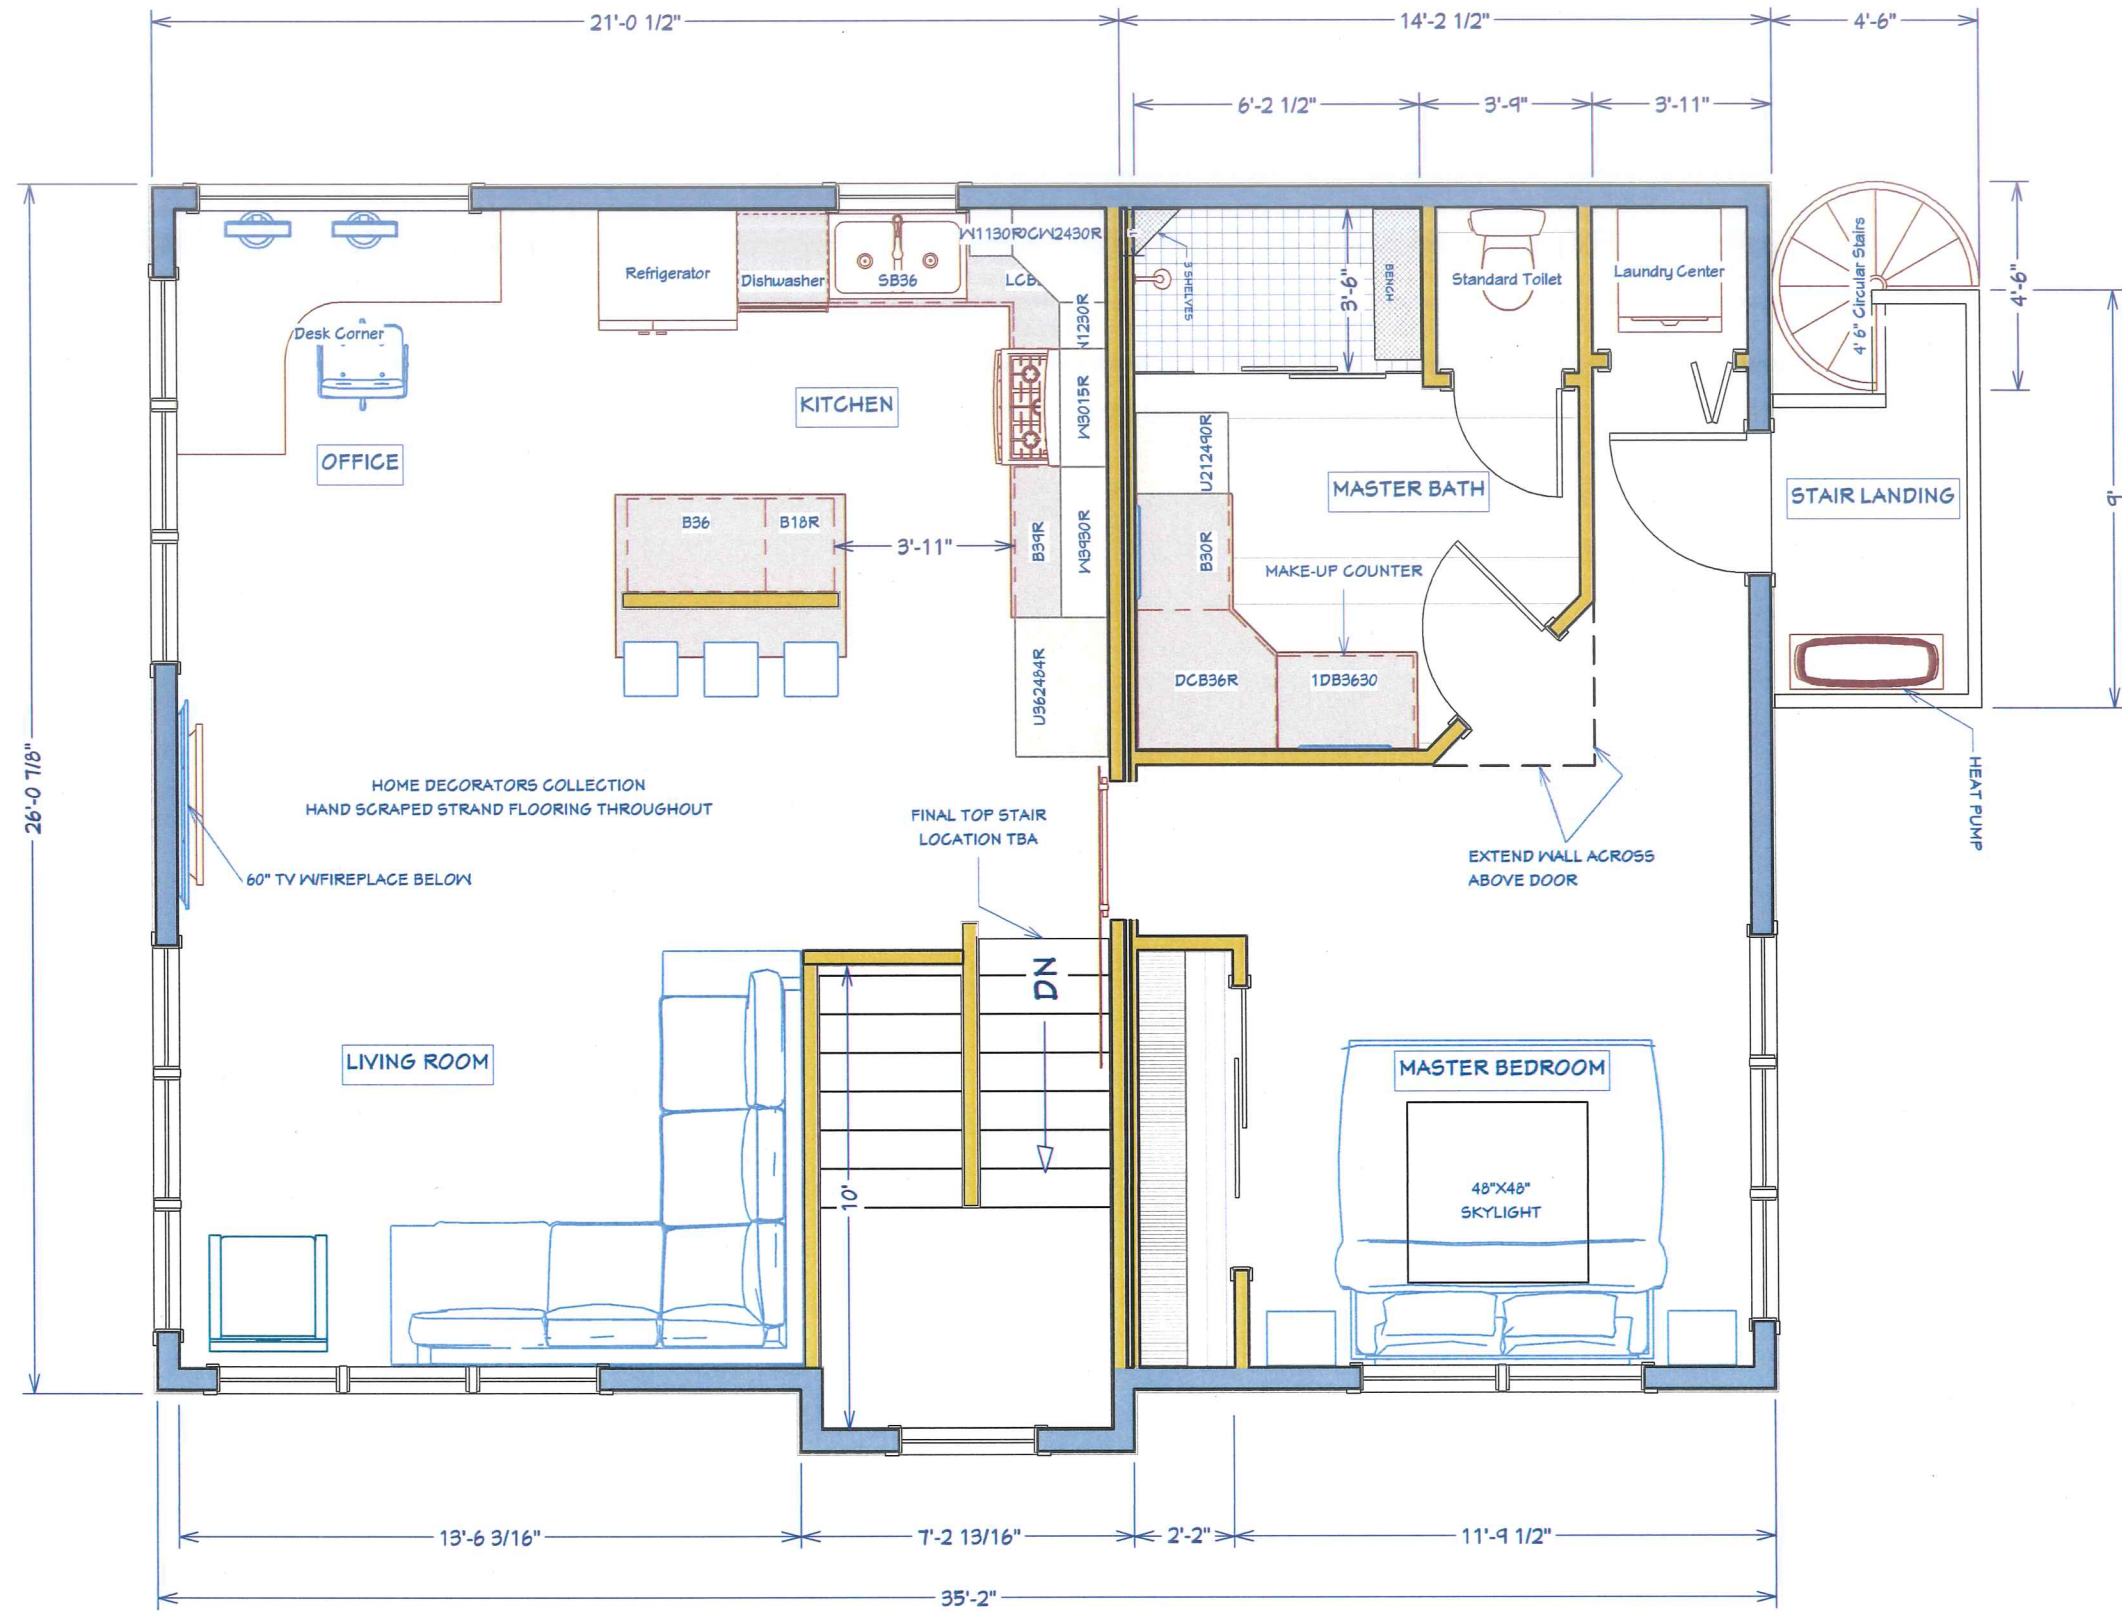 21'-0 1/2"
14'-2 1/2"
4'-6"
6'-2 1/2"
3'-9"
3'-11"
W1130R
W2430R
Refrigerator
Dishwasher
SB36
3 SHELVES
3'-6"
BENCH
Standard Toilet
Laundry Center
4' 6" Circular Stairs
4'-6"
Desk Corner
KITCHEN
W3015R
OFFICE
U212490R
MASTER BATH
STAIR LANDING
9'
B36
B18R
3'-11"
B39R
W3930R
B30R
MAKE-UP COUNTER
U362484R
DCB36R
1DB3630
26'-0 7/8"
HOME DECORATORS COLLECTION
HAND SCRAPED STRAND FLOORING THROUGHOUT
FINAL TOP STAIR
LOCATION TBA
HEAT PUMP
EXTEND WALL ACROSS
ABOVE DOOR
60" TV W/FIREPLACE BELOW
DN
LIVING ROOM
MASTER BEDROOM
10'
48"X48"
SKYLIGHT
13'-6 3/16"
7'-2 13/16"
2'-2"
11'-9 1/2"
35'-2"